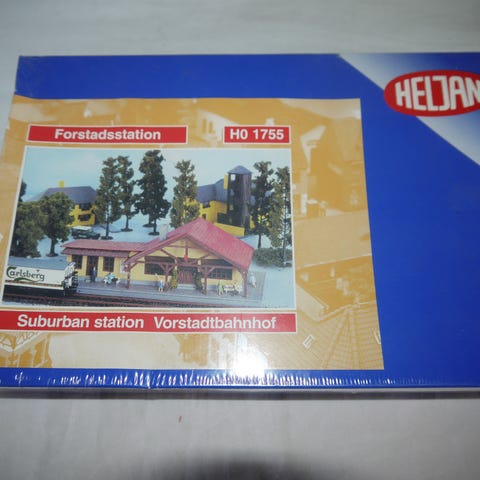 HELJAN
Forstadsstation H0 1755
Carlsberg
Suburban station Vorstadtbahnhof